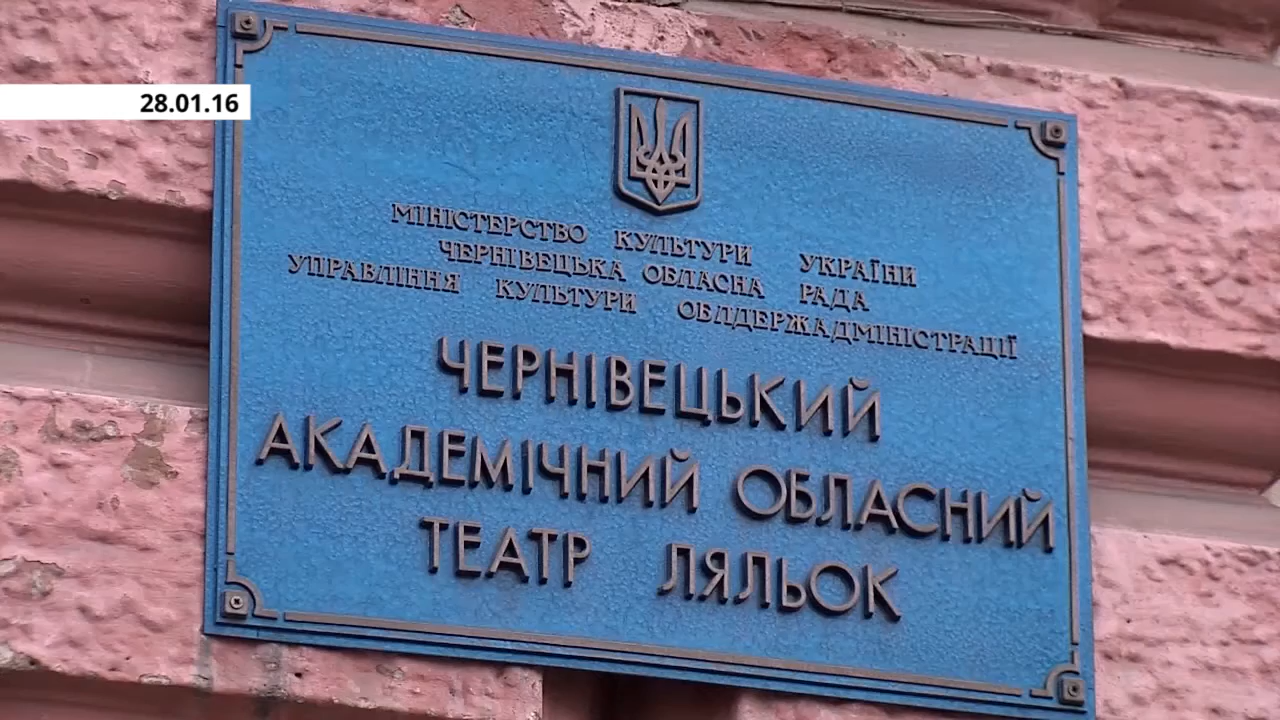 28.01.16
МІНІСТЕРСТВО КУЛЬТУРИ УКРАЇНИ
ЧЕРНІВЕЦЬКА ОБЛАСНА РАДА
УПРАВЛІННЯ КУЛЬТУРИ ОБЛДЕРЖАДМІНІСТРАЦІЇ
ЧЕРНІВЕЦЬКИЙ
АКАДЕМІЧНИЙ ОБЛАСНИЙ
ТЕАТР ЛЯЛЬОК